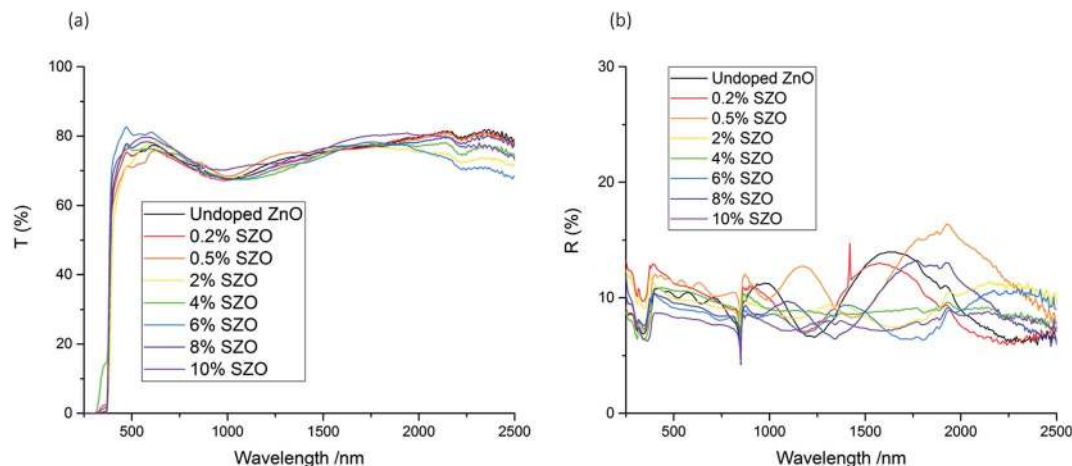 (a)
100
80
60
40
20
0
T (%)
Undoped ZnO
0.2% SZO
0.5% SZO
2% SZO
4% SZO
6% SZO
8% SZO
10% SZO
500
1000
1500
2000
2500
Wavelength /nm
(b)
30
20
10
0
R (%)
Undoped ZnO
0.2% SZO
0.5% SZO
2% SZO
4% SZO
6% SZO
8% SZO
10% SZO
500
1000
1500
2000
2500
Wavelength /nm